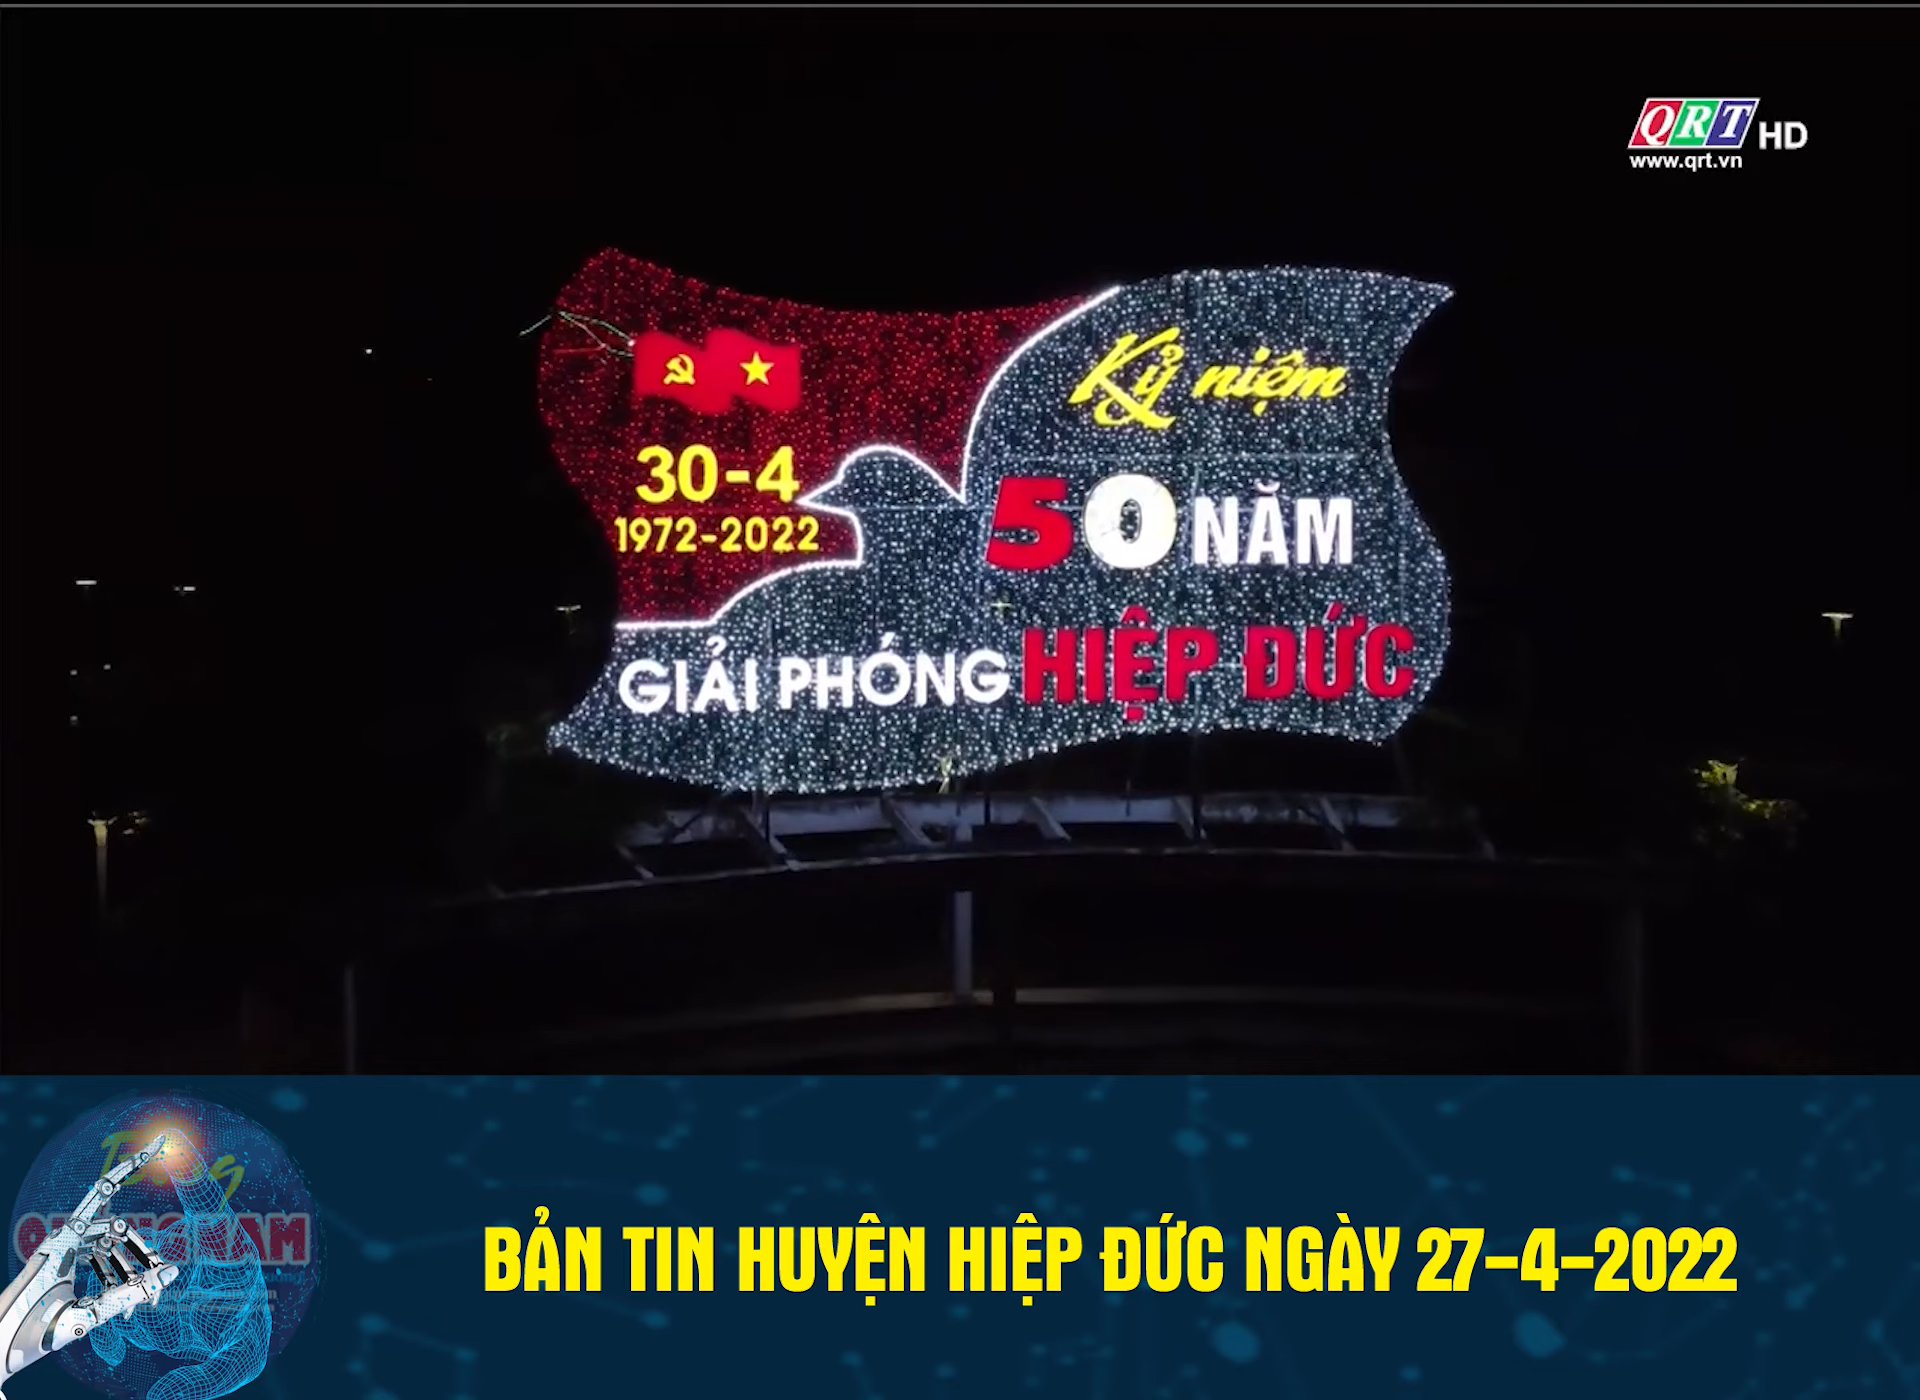 QRT HD
www.qrt.vn
Kỷ niệm
30-4
1972-2022
50 NĂM
GIẢI PHÓNG HIỆP ĐỨC
BẢN TIN HUYỆN HIỆP ĐỨC NGÀY 27-4-2022